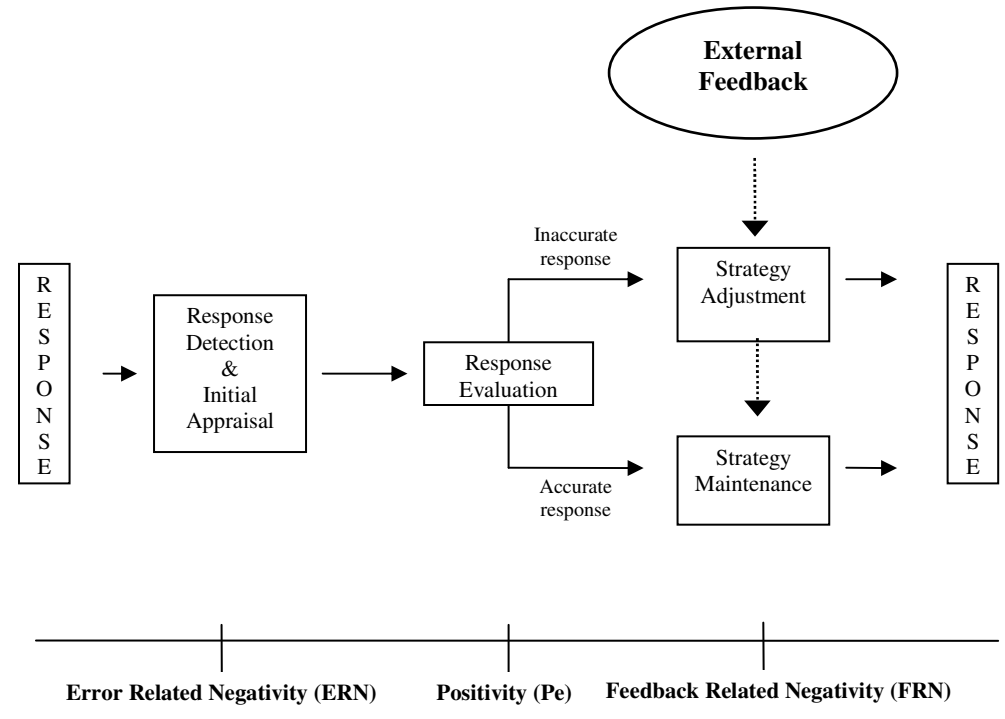 External
Feedback
Inaccurate
response
R
E
S
P
O
N
S
E
Response
Detection
&
Initial
Appraisal
Response
Evaluation
Strategy
Adjustment
Strategy
Maintenance
Accurate
response
R
E
S
P
O
N
S
E
Error Related Negativity (ERN)
Positivity (Pe)
Feedback Related Negativity (FRN)